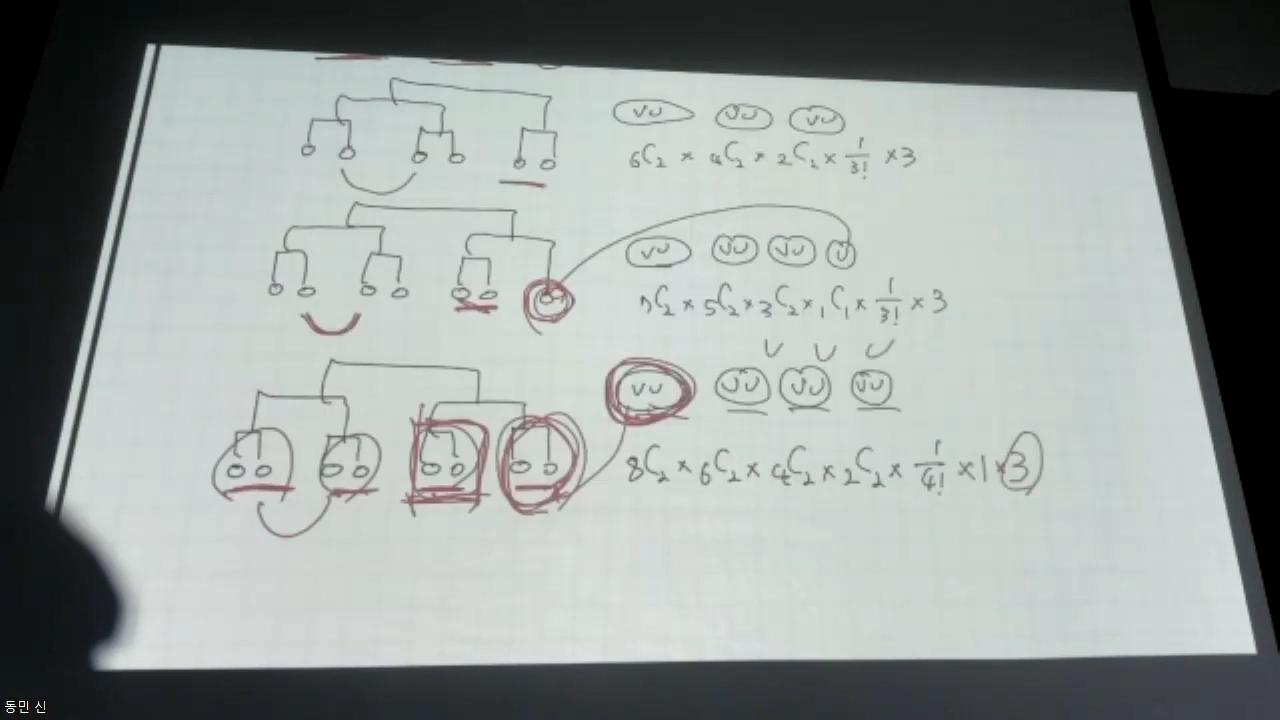 ₆C₂ × ₄C₂ × ₂C₂ × 1/3! × 3
₇C₂ × ₅C₂ × ₃C₂ × ₁C₁ × 1/3! × 3
₈C₂ × ₆C₂ × ₄C₂ × ₂C₂ × 1/4! × 1 × 3
동민 신